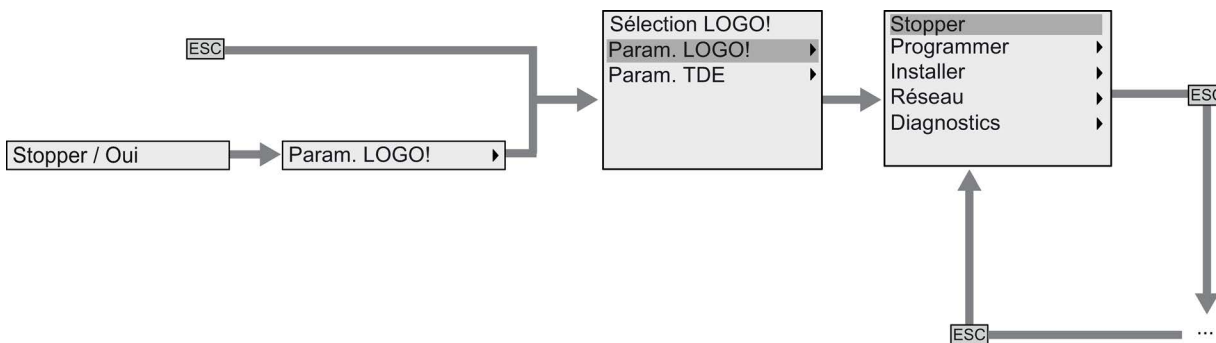 ESC
Stopper / Oui
Param. LOGO!
Sélection LOGO!
Param. LOGO!
Param. TDE
Stopper
Programmer
Installer
Réseau
Diagnostics
ESC
...
ESC